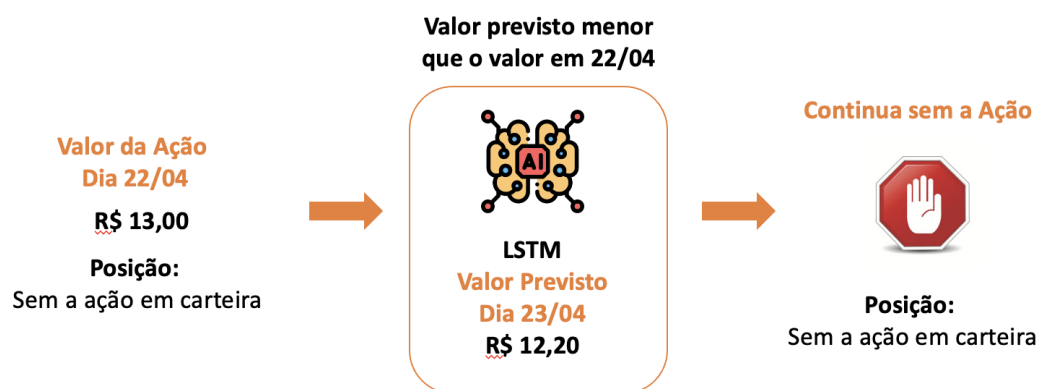 Valor da Ação
Dia 22/04
R$ 13,00
Posição:
Sem a ação em carteira
Valor previsto menor
que o valor em 22/04
AI
LSTM
Valor Previsto
Dia 23/04
R$ 12,20
Continua sem a Ação
Posição:
Sem a ação em carteira